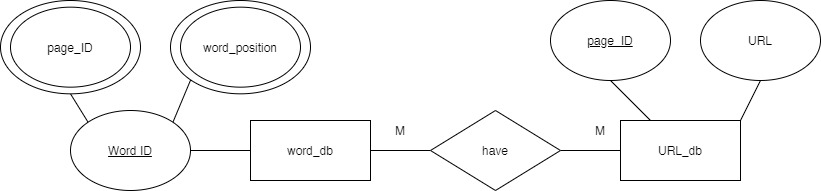 page_ID
word_position
page_ID
URL
Word ID
word_db
M
have
M
URL_db